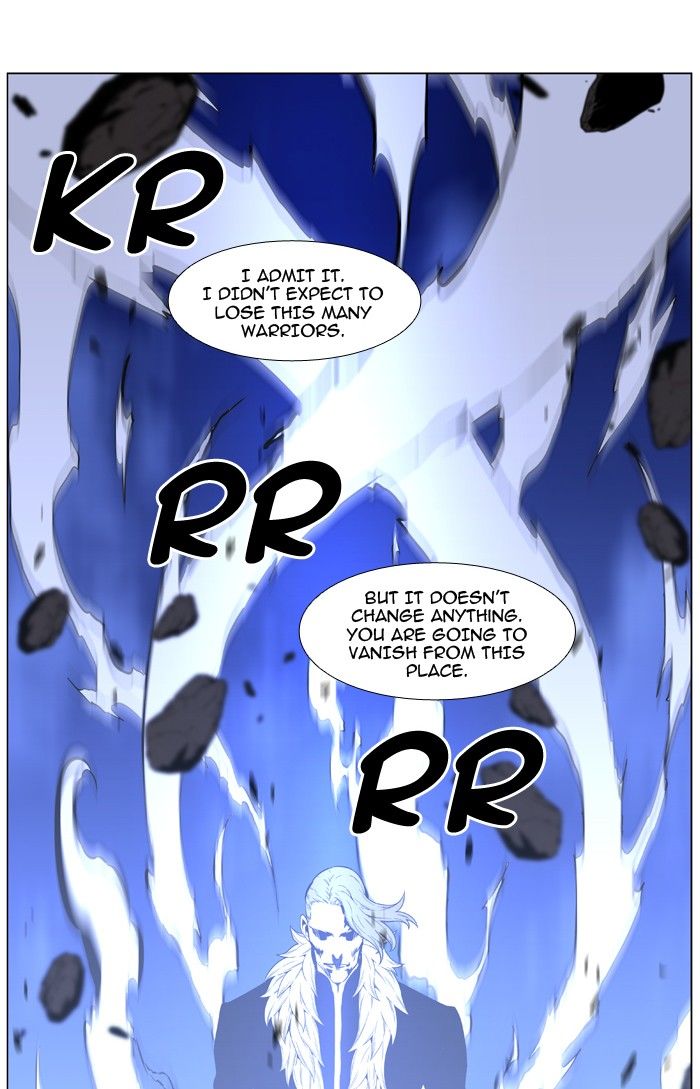 KR
I ADMIT IT.
I DIDN'T EXPECT TO
LOSE THIS MANY
WARRIORS.
RR
BUT IT DOESN'T
CHANGE ANYTHING.
YOU ARE GOING TO
VANISH FROM THIS
PLACE.
RR